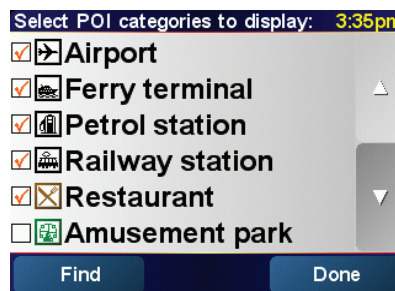 Select POI categories to display: 3:35pm
Airport
Ferry terminal
Petrol station
Railway station
Restaurant
Amusement park
Find Done